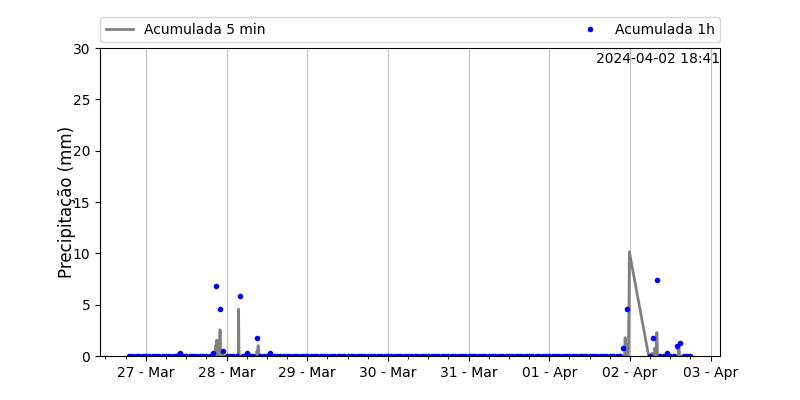 Acumulada 5 min
Acumulada 1h
2024-04-02 18:41
Precipitação (mm)
30
25
20
15
10
5
0
27 - Mar 28 - Mar 29 - Mar 30 - Mar 31 - Mar 01 - Apr 02 - Apr 03 - Apr